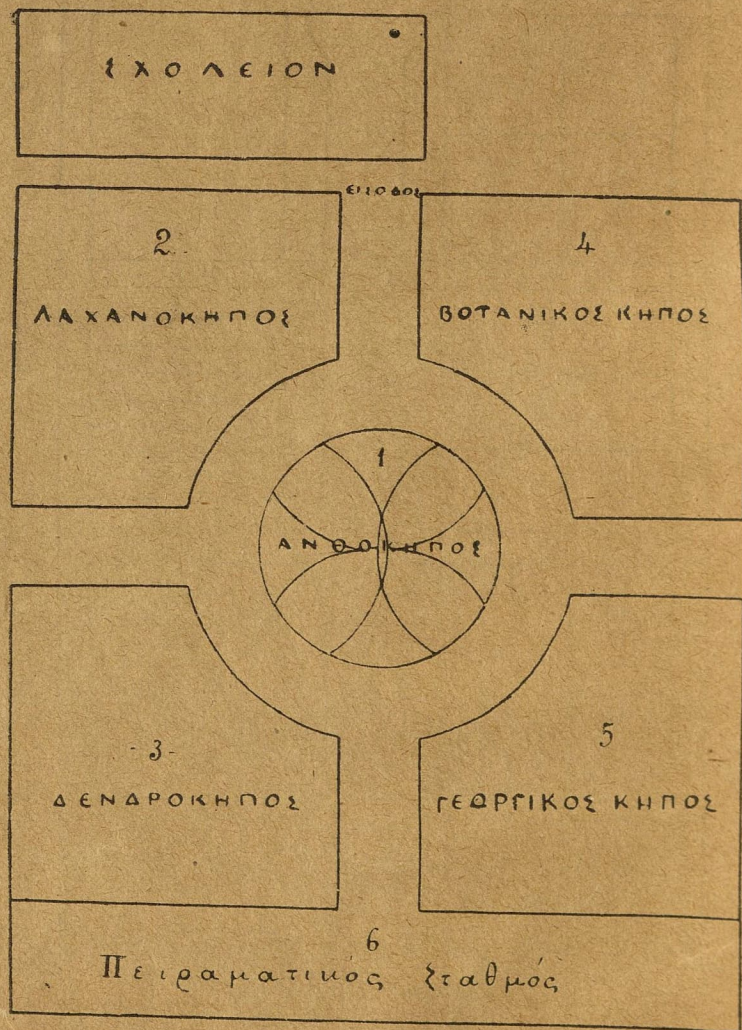 ΣΧΟΛΕΙΟΝ
ΕΙΣΟΔΟΣ
2
ΛΑΧΑΝΟΚΗΠΟΣ
4
ΒΟΤΑΝΙΚΟΣ ΚΗΠΟΣ
1
ΑΝΘΟΚΗΠΟΣ
-3-
ΔΕΝΔΡΟΚΗΠΟΣ
5
ΓΕΩΡΓΙΚΟΣ ΚΗΠΟΣ
6
Πειραματικός Σταθμός